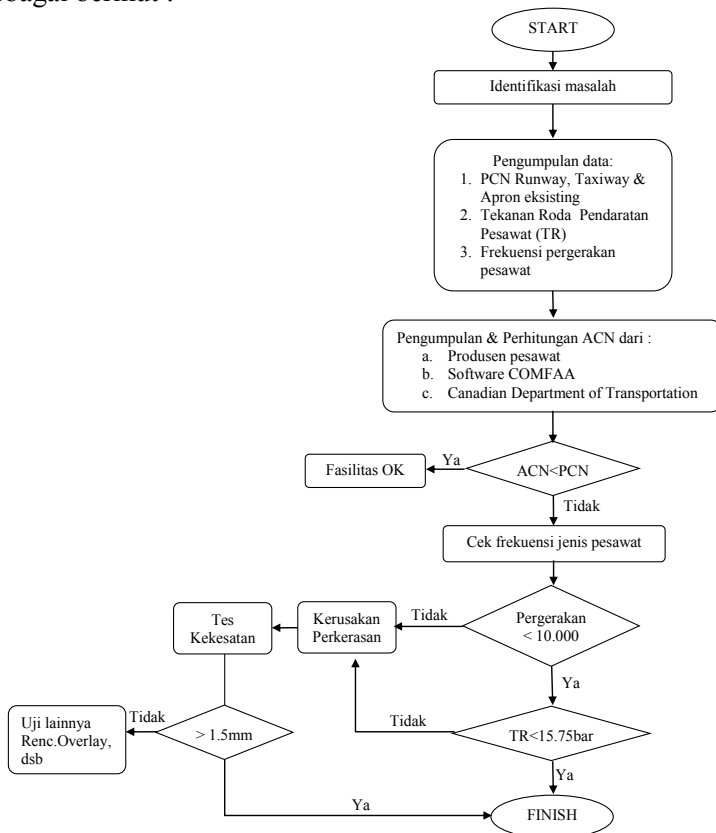 sebagai berikut :
START
Identifikasi masalah
Pengumpulan data:
1. PCN Runway, Taxiway &
Apron eksisting
2. Tekanan Roda Pendaratan
Pesawat (TR)
3. Frekuensi pergerakan
pesawat
Pengumpulan & Perhitungan ACN dari :
a. Produsen pesawat
b. Software COMFAA
c. Canadian Department of Transportation
Fasilitas OK
Ya
ACN<PCN
Tidak
Cek frekuensi jenis pesawat
Tes
Kekesatan
Kerusakan
Perkerasan
Tidak
Pergerakan
< 10.000
Ya
Uji lainnya
Renc.Overlay,
dsb
Tidak
> 1.5mm
Tidak
TR<15.75bar
Ya
Ya
FINISH